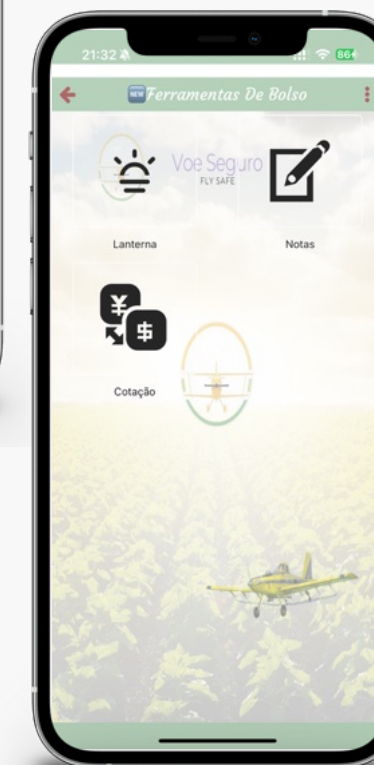 21:32
86
NEW Ferramentas De Bolso
Voe Seguro
FLY SAFE
Lanterna
Notas
¥
$
Cotação